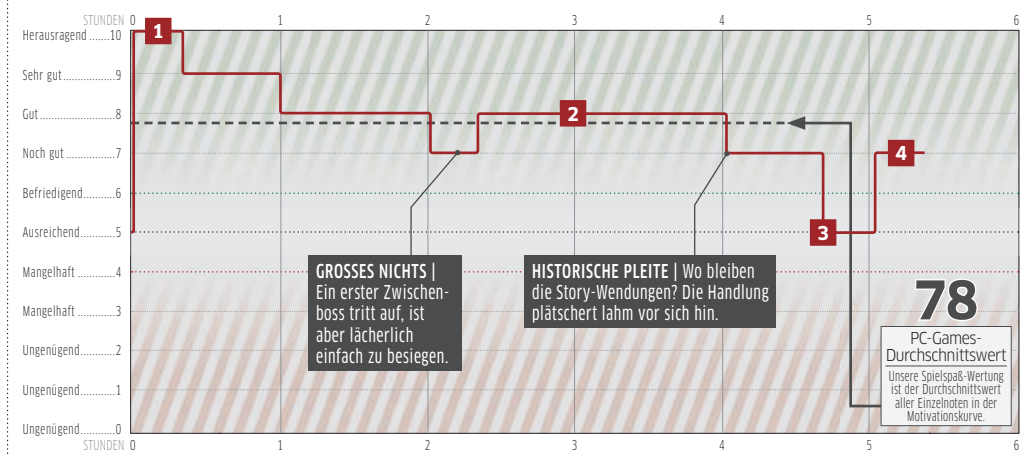 STUNDEN 0 1 2 3 4 5 6
Herausragend ......10
Sehr gut ..............9
Gut......................8
Noch gut .............7
Befriedigend.........6
Ausreichend.........5
Mangelhaft ..........4
Mangelhaft ..........3
Ungenügend..........2
Ungenügend..........1
Ungenügend..........0
1
2
3
4
GROSSES NICHTS |
Ein erster Zwischen-
boss tritt auf, ist
aber lächerlich
einfach zu besiegen.
HISTORISCHE PLEITE | Wo bleiben
die Story-Wendungen? Die Handlung
plätschert lahm vor sich hin.
78
PC-Games-
Durchschnittswert
Unsere Spielspaß-Wertung
ist der Durchschnittswert
aller Einzelnoten in der
Motivationskurve.
STUNDEN 0 1 2 3 4 5 6